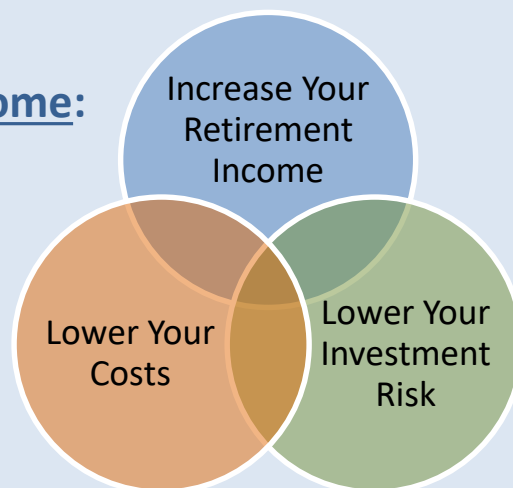 ome:
Increase Your
Retirement
Income
Lower Your
Costs
Lower Your
Investment
Risk